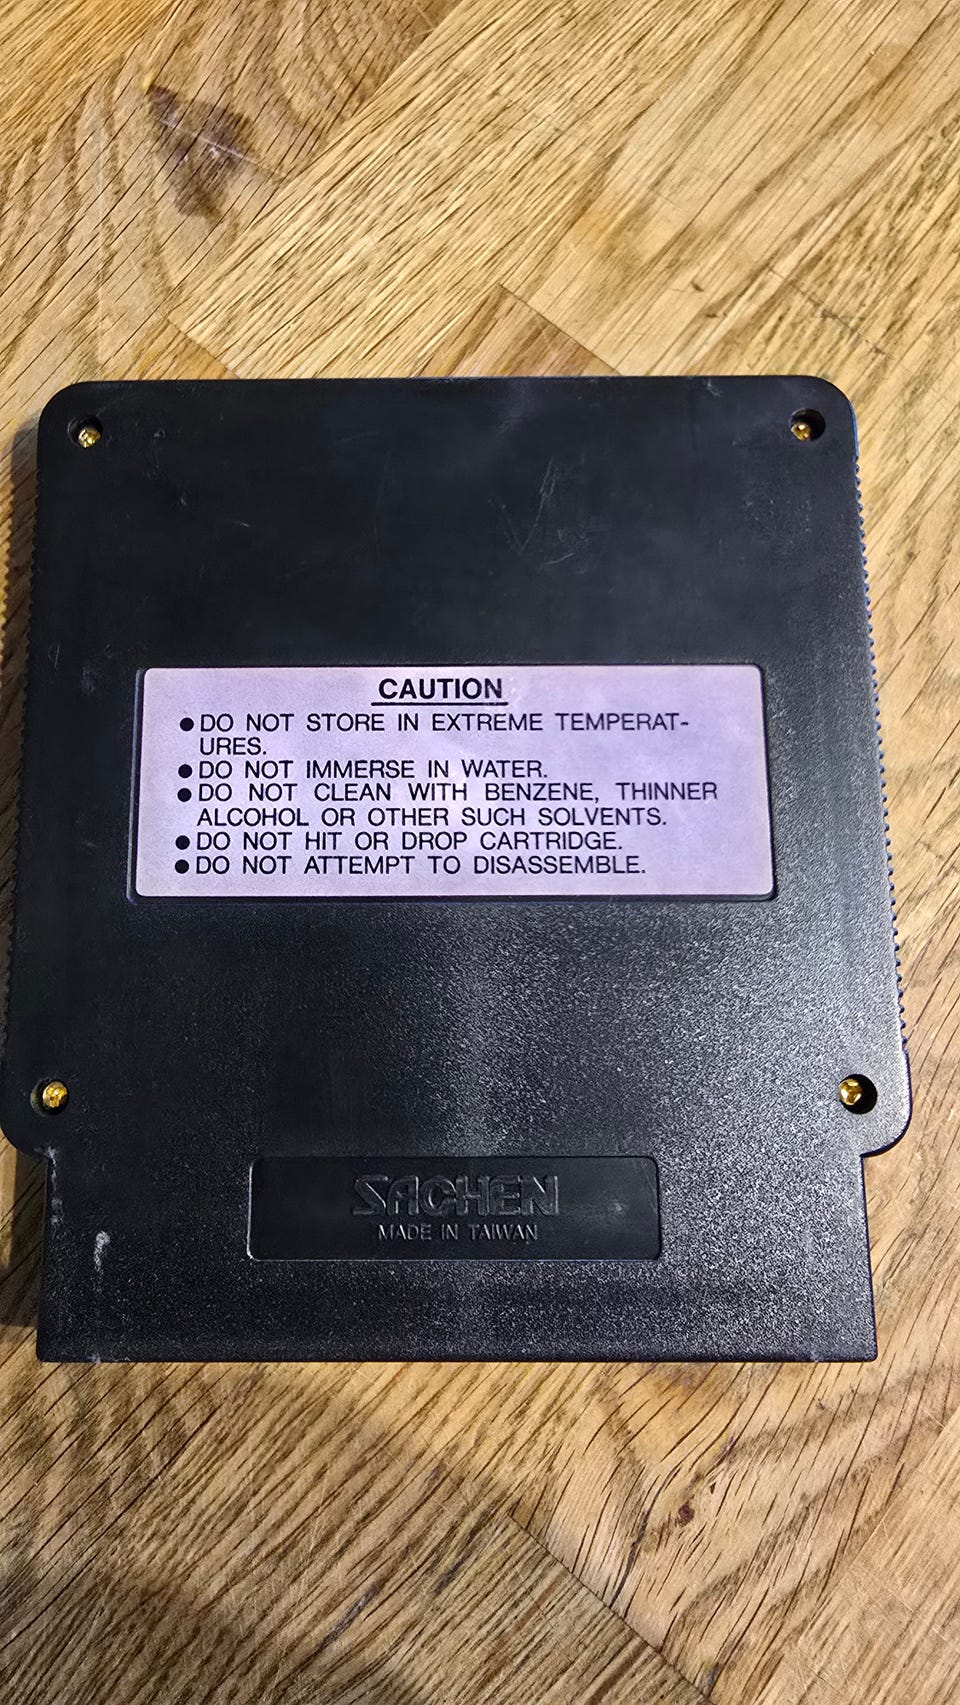 CAUTION
●DO NOT STORE IN EXTREME TEMPERAT-
URES.
●DO NOT IMMERSE IN WATER.
●DO NOT CLEAN WITH BENZENE, THINNER
ALCOHOL OR OTHER SUCH SOLVENTS.
●DO NOT HIT OR DROP CARTRIDGE.
●DO NOT ATTEMPT TO DISASSEMBLE.
SACHEN
MADE IN TAIWAN